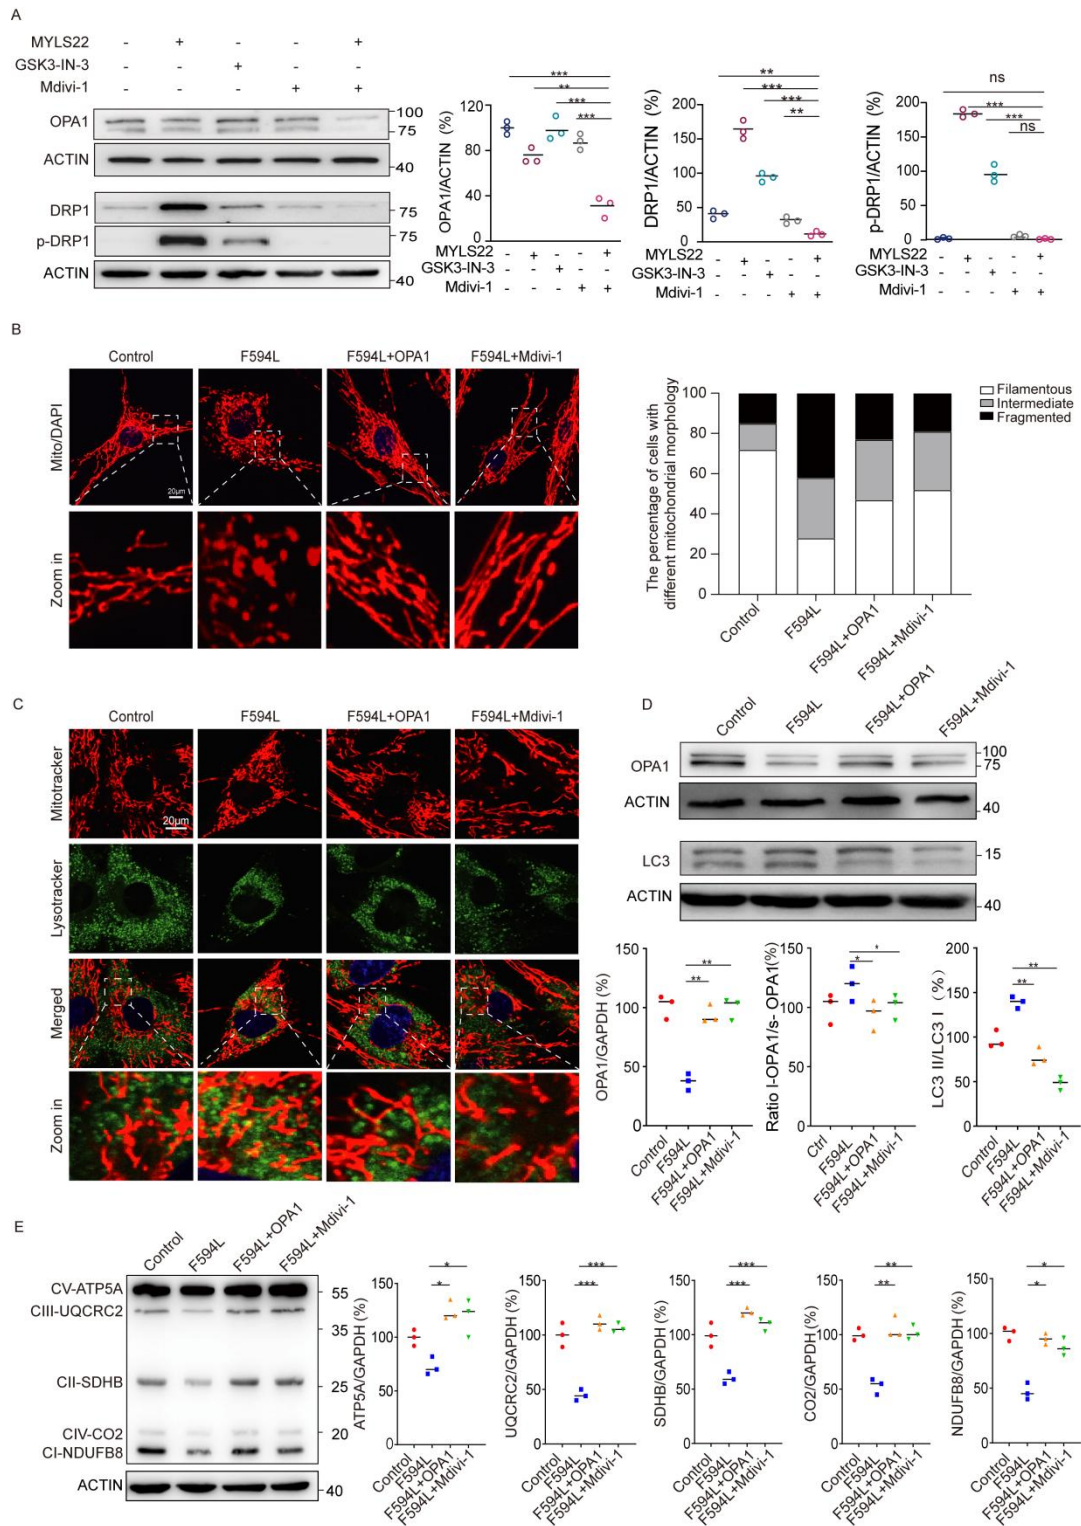 A
MYLS22 - + - - +
GSK3-IN-3 - - + - -
Mdivi-1 - - - + +
OPA1
100
75
ACTIN
40
DRP1
75
p-DRP1
75
ACTIN
40
OPA1/ACTIN (%)
120
80
40
0
***
**
***
***
MYLS22 - + - - +
GSK3-IN-3 - - + - -
Mdivi-1 - - - + +
DRP1/ACTIN (%)
200
150
100
50
0
**
***
***
**
MYLS22 - + - - +
GSK3-IN-3 - - + - -
Mdivi-1 - - - + +
p-DRP1/ACTIN (%)
200
150
100
50
0
ns
***
***
ns
MYLS22 - + - - +
GSK3-IN-3 - - + - -
Mdivi-1 - - - + +
B
Control F594L F594L+OPA1 F594L+Mdivi-1
Mito/DAPI
20μm
Zoom in
The percentage of cells with
different mitochondrial morphology
100
80
60
40
20
0
Filamentous
Intermediate
Fragmented
Control F594L F594L+OPA1 F594L+Mdivi-1
C
Control F594L F594L+OPA1 F594L+Mdivi-1
Mitotracker
20μm
Lysotracker
Merged
Zoom in
D
Control F594L F594L+OPA1 F594L+Mdivi-1
OPA1
100
75
ACTIN
40
LC3
15
ACTIN
40
OPA1/GAPDH (%)
150
100
50
0
**
**
Control F594L F594L+OPA1 F594L+Mdivi-1
Ratio l-OPA1/s- OPA1(%)
150
100
50
0
*
*
Ctrl F594L F594L+OPA1 F594L+Mdivi-1
LC3 II/LC3 I (%)
200
150
100
50
0
**
**
Control F594L F594L+OPA1 F594L+Mdivi-1
E
Control F594L F594L+OPA1 F594L+Mdivi-1
CV-ATP5A
55
CIII-UQCRC2
35
CII-SDHB
25
CIV-CO2
20
CI-NDUFB8
ACTIN
40
ATP5A/GAPDH (%)
150
100
50
0
*
*
Control F594L F594L+OPA1 F594L+Mdivi-1
UQCRC2/GAPDH (%)
150
100
50
0
***
***
Control F594L F594L+OPA1 F594L+Mdivi-1
SDHB/GAPDH (%)
150
100
50
0
***
***
Control F594L F594L+OPA1 F594L+Mdivi-1
CO2/GAPDH (%)
150
100
50
0
**
**
Control F594L F594L+OPA1 F594L+Mdivi-1
NDUFB8/GAPDH (%)
150
100
50
0
*
*
Control F594L F594L+OPA1 F594L+Mdivi-1